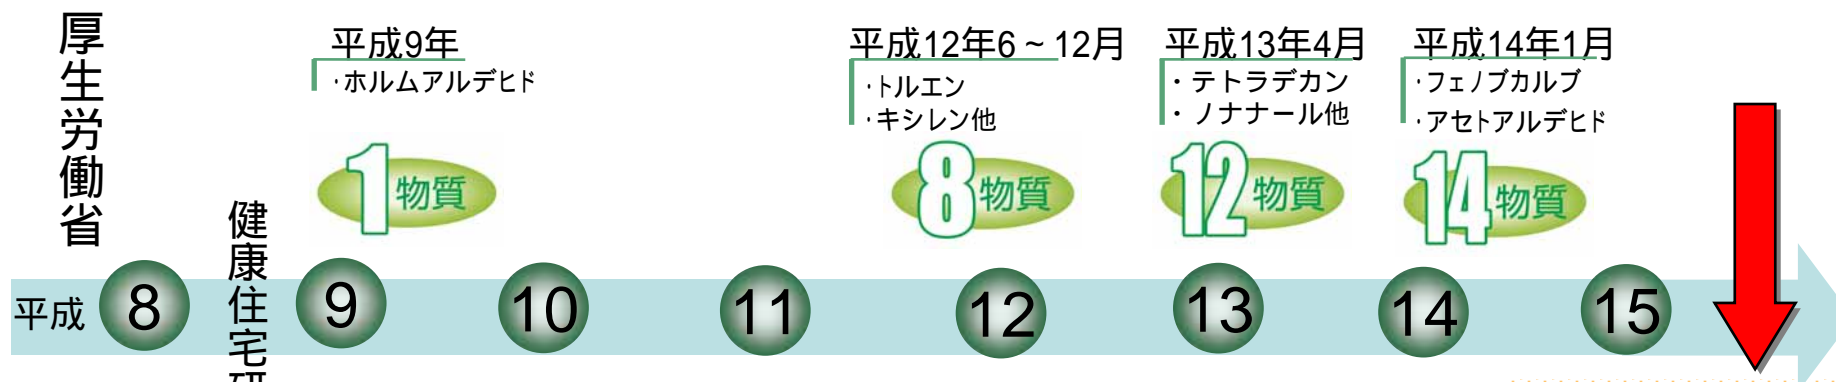 厚生労働省
平成9年
・ホルムアルデヒド
1物質
平成12年6~12月
・トルエン
・キシレン他
8物質
平成13年4月
・テトラデカン
・ノナナール他
12物質
平成14年1月
・フェノブカルブ
・アセトアルデヒド
14物質
健康住宅研
平成 8 9 10 11 12 13 14 15